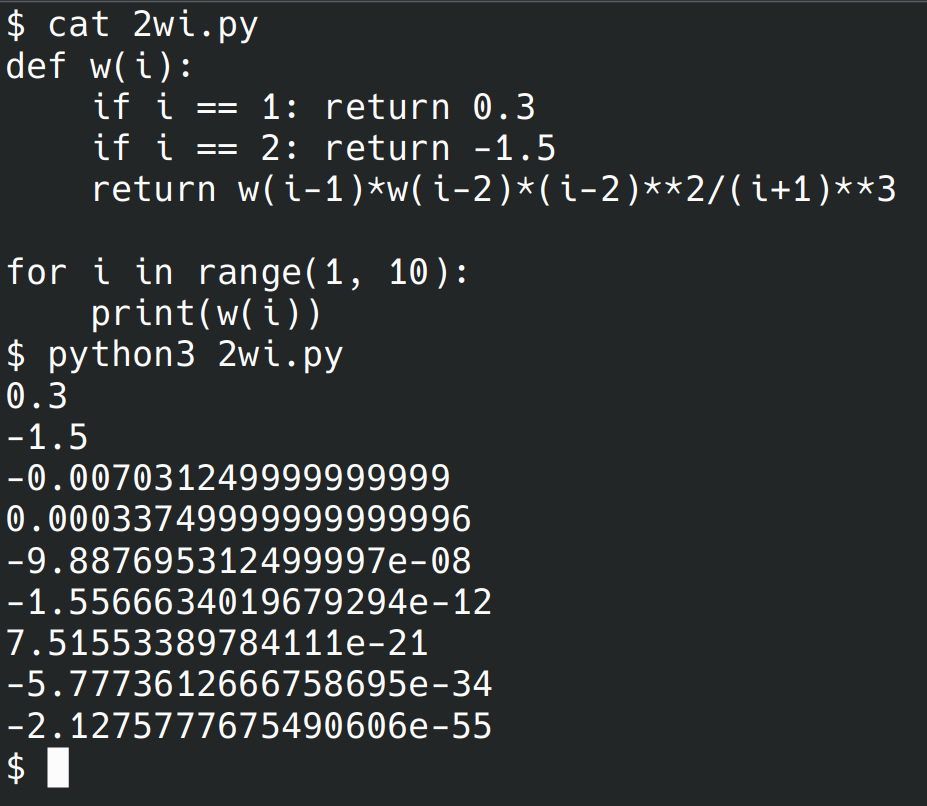 $ cat 2wi.py
def w(i):
    if i == 1: return 0.3
    if i == 2: return -1.5
    return w(i-1)*w(i-2)*(i-2)**2/(i+1)**3

for i in range(1, 10):
    print(w(i))
$ python3 2wi.py
0.3
-1.5
-0.007031249999999999
0.00033749999999999996
-9.887695312499997e-08
-1.5566634019679294e-12
7.51553389784111e-21
-5.7773612666758695e-34
-2.1275777675490606e-55
$